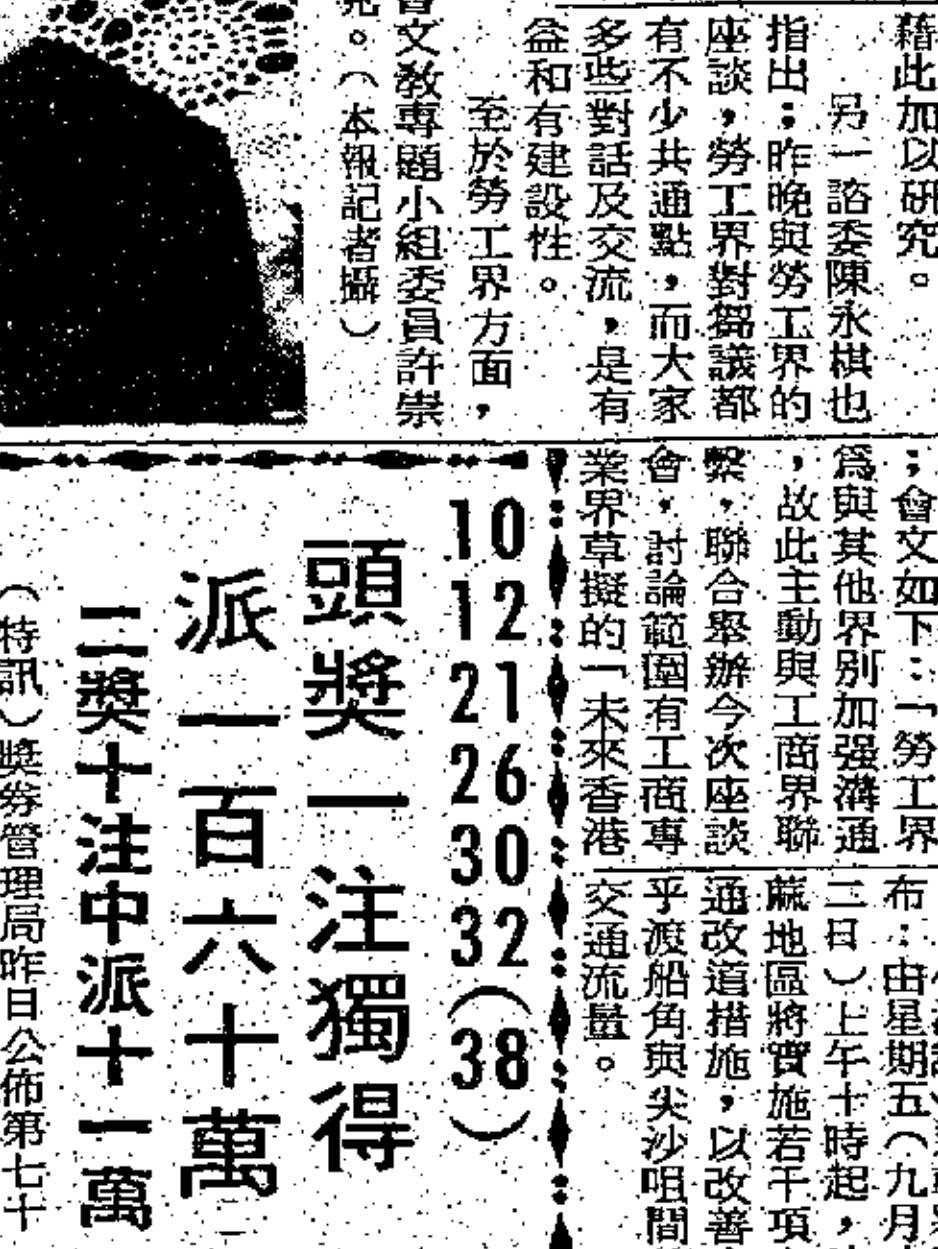 藉此加以研究。
另一諮委陳永棋也
指出；昨晚與勞工界的
座談，勞工界對芻議都
有不少共通點，而大家
多些對話及交流，是有
益和有建設性。
至於勞工界方面，
文教專題小組委員許崇
。（本報記者攝）
；會文如下：「勞工界
爲與其他界別加强溝通
，故此主動與工商界聯
繫，聯合舉辦今次座談
會，討論範圍有工商專
業界草擬的「未來香港
布：由星期五（九月
二日）上午十時起，
地區將實施若干項
通改道措施，以改善
乎渡船角與尖沙咀間
交通流量。
10 12 21 26 30 32（38）
頭獎一注獨得
派一百六十萬
二獎十注中派十一萬
（特訊）獎券管理局昨日公佈第七十